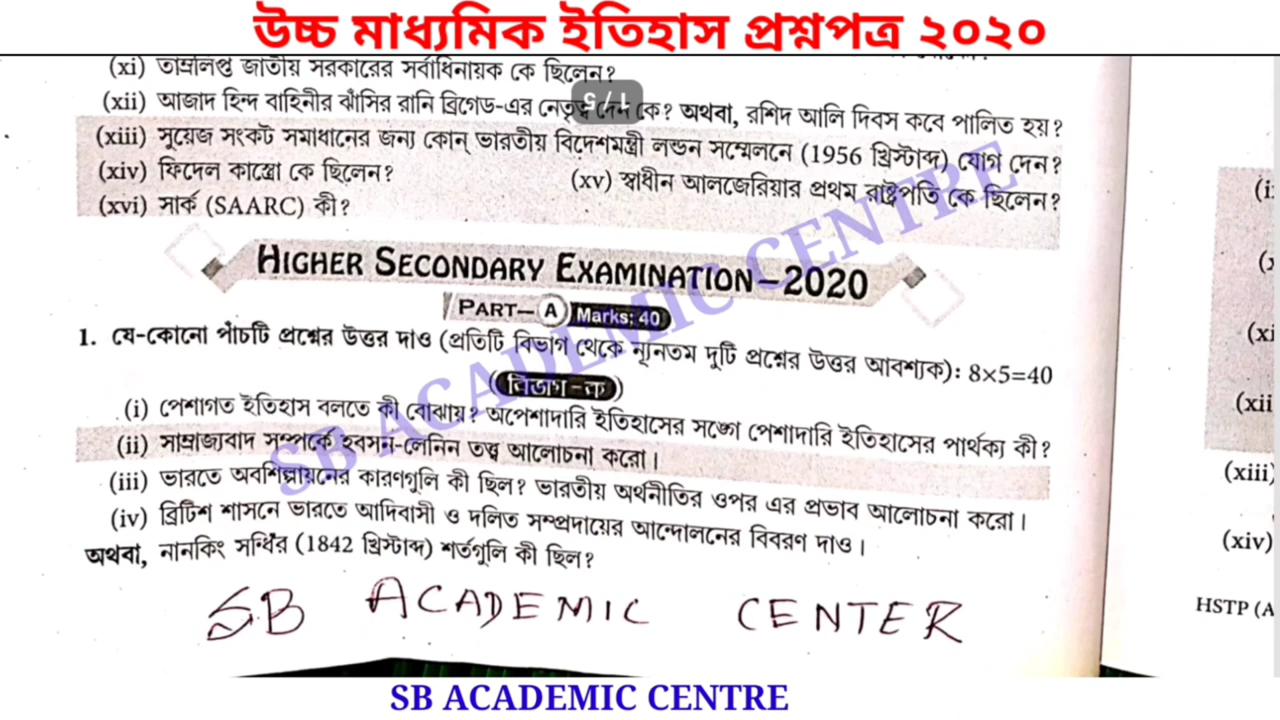 উচ্চ মাধ্যমিক ইতিহাস প্রশ্নপত্র ২০২০
(xi) তাম্রলিপ্ত জাতীয় সরকারের সর্বাধিনায়ক কে ছিলেন?
1/5
(xii) আজাদ হিন্দ বাহিনীর ঝাঁসির রানি ব্রিগেড-এর নেতৃত্ব দেন কে? অথবা, রশিদ আলি দিবস কবে পালিত হয়?
(xiii) সুয়েজ সংকট সমাধানের জন্য কোন্ ভারতীয় বিদেশমন্ত্রী লন্ডন সম্মেলনে (1956 খ্রিস্টাব্দ) যোগ দেন?
(xiv) ফিদেল কাস্ত্রো কে ছিলেন? (xv) স্বাধীন আলজেরিয়ার প্রথম রাষ্ট্রপতি কে ছিলেন?
(xvi) সার্ক (SAARC) কী?
HIGHER SECONDARY EXAMINATION–2020
PART–A Marks: 40
1. যে-কোনো পাঁচটি প্রশ্নের উত্তর দাও (প্রতিটি বিভাগ থেকে ন্যূনতম দুটি প্রশ্নের উত্তর আবশ্যক): 8×5=40
(বিভাগ-ক)
(i) পেশাগত ইতিহাস বলতে কী বোঝায়? অপেশাদারি ইতিহাসের সঙ্গে পেশাদারি ইতিহাসের পার্থক্য কী?
(ii) সাম্রাজ্যবাদ সম্পর্কে হবসন-লেনিন তত্ত্ব আলোচনা করো।
(iii) ভারতে অবশিল্পায়নের কারণগুলি কী ছিল? ভারতীয় অর্থনীতির ওপর এর প্রভাব আলোচনা করো।
(iv) ব্রিটিশ শাসনে ভারতে আদিবাসী ও দলিত সম্প্রদায়ের আন্দোলনের বিবরণ দাও।
অথবা, নানকিং সন্ধির (1842 খ্রিস্টাব্দ) শর্তগুলি কী ছিল?
SB ACADEMIC CENTRE
SB ACADEMIC CENTER
SB ACADEMIC CENTRE
(xiii)
(xiv)
HSTP (A